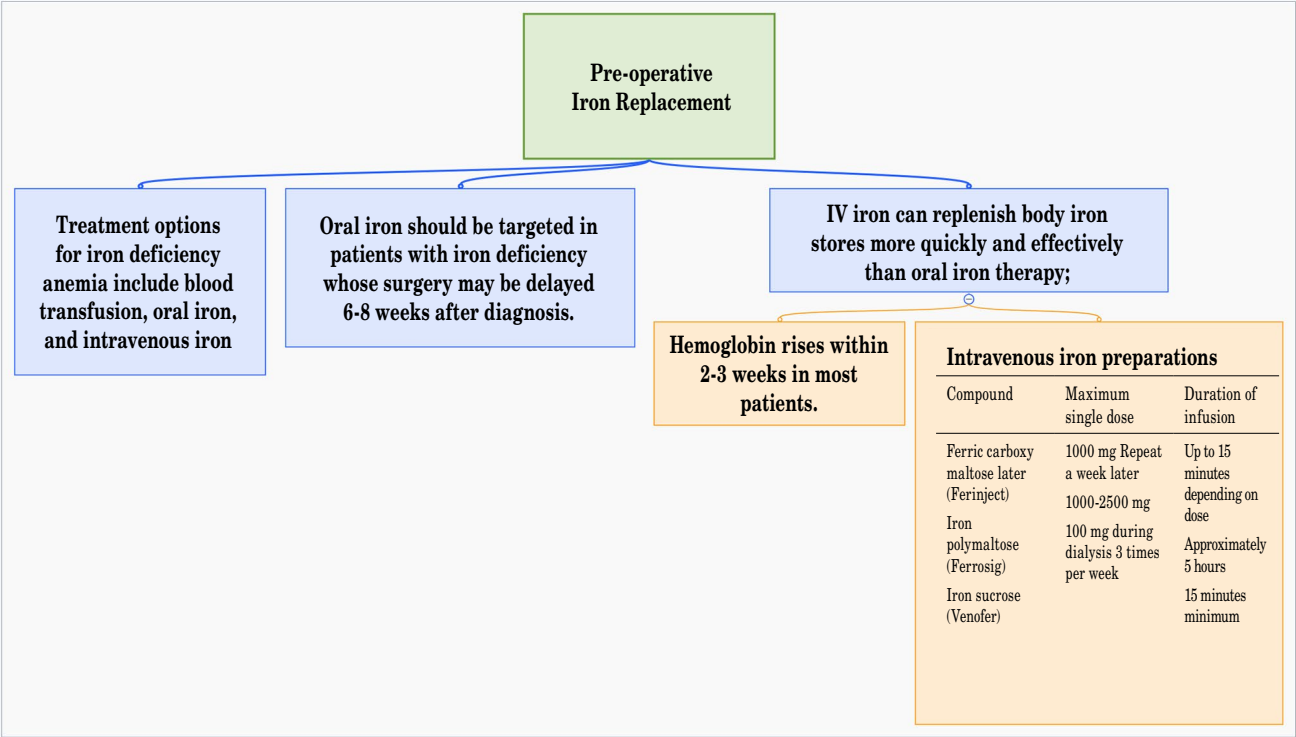 Pre-operative
Iron Replacement
Treatment options
for iron deficiency
anemia include blood
transfusion, oral iron,
and intravenous iron
Oral iron should be targeted in
patients with iron deficiency
whose surgery may be delayed
6-8 weeks after diagnosis.
IV iron can replenish body iron
stores more quickly and effectively
than oral iron therapy;
Hemoglobin rises within
2-3 weeks in most
patients.
Intravenous iron preparations
Compound
Maximum
single dose
Duration of
infusion
Ferric carboxy
maltose later
(Ferinject)
Iron
polymaltose
(Ferrosig)
Iron sucrose
(Venofer)
1000 mg Repeat
a week later
1000-2500 mg
100 mg during
dialysis 3 times
per week
Up to 15
minutes
depending on
dose
Approximately
5 hours
15 minutes
minimum